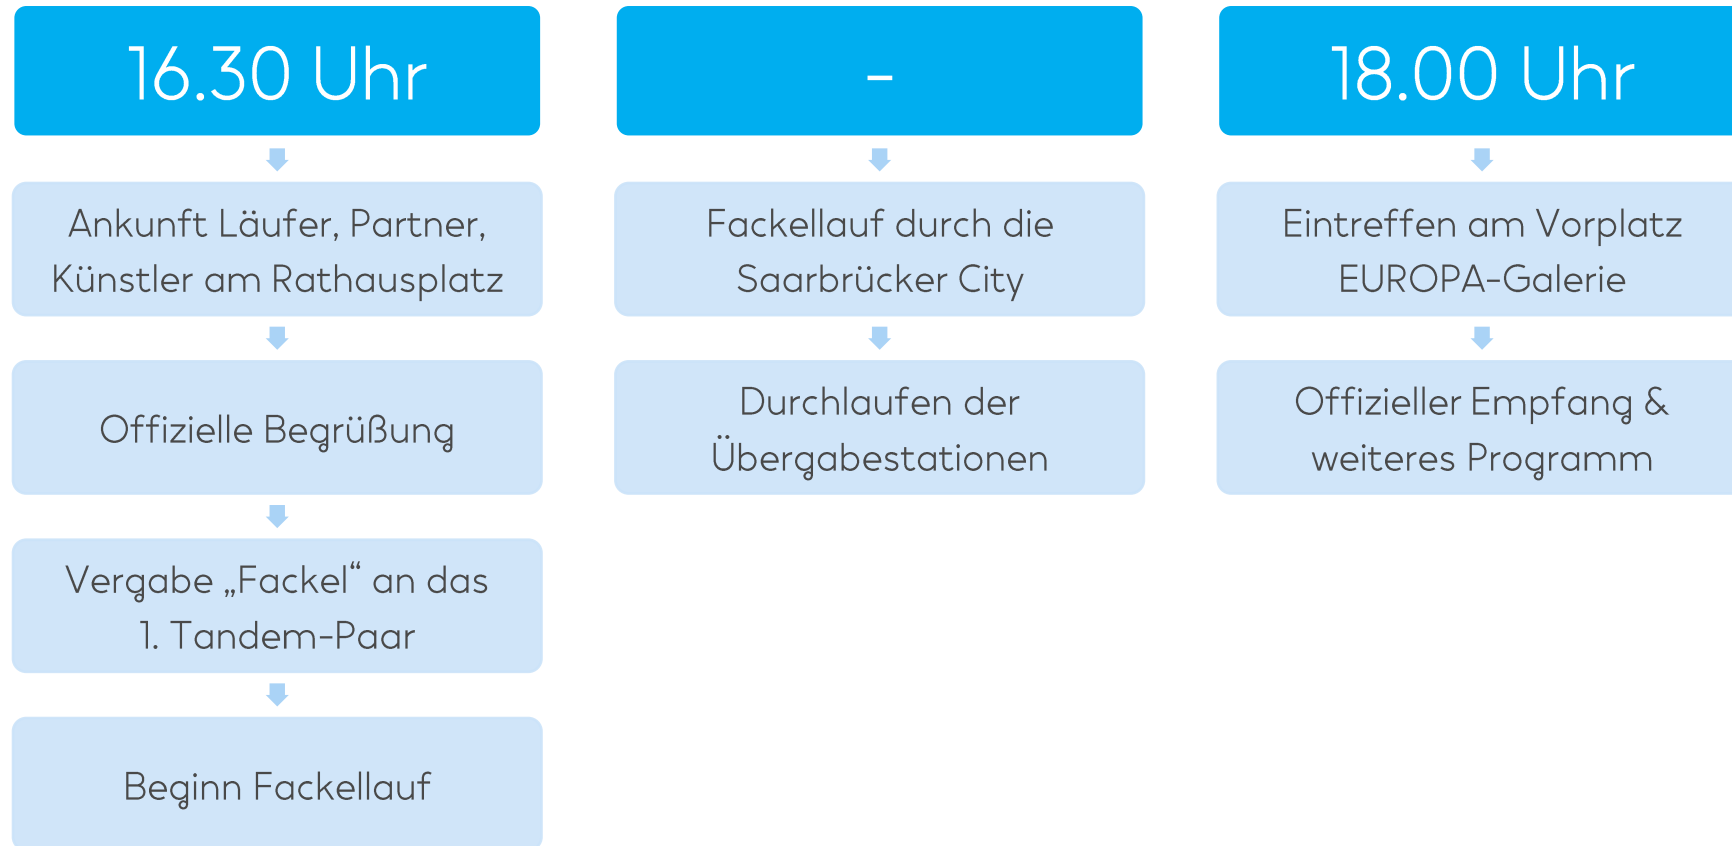 16.30 Uhr
Ankunft Läufer, Partner,
Künstler am Rathausplatz
Offizielle Begrüßung
Vergabe „Fackel“ an das
1. Tandem-Paar
Beginn Fackellauf
-
Fackellauf durch die
Saarbrücker City
Durchlaufen der
Übergabestationen
18.00 Uhr
Eintreffen am Vorplatz
EUROPA-Galerie
Offizieller Empfang &
weiteres Programm